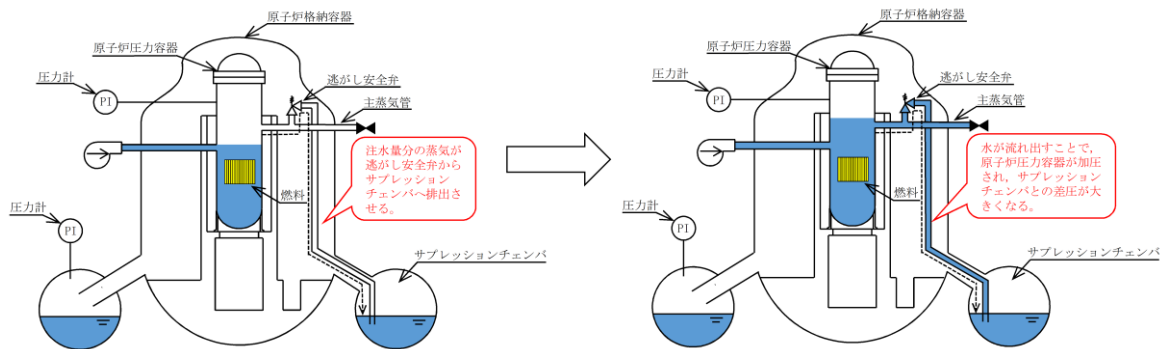 原子炉格納容器
原子炉圧力容器
逃がし安全弁
圧力計
主蒸気管
PI
注水量分の蒸気が
逃がし安全弁から
サプレッション
チェンバへ排出さ
せる。
燃料
圧力計
PI
サプレッションチェンバ
原子炉格納容器
原子炉圧力容器
逃がし安全弁
圧力計
主蒸気管
PI
水が流れ出すことで,
原子炉圧力容器が加圧
され, サプレッション
チェンバとの差圧が大
きくなる。
燃料
圧力計
PI
サプレッションチェンバ